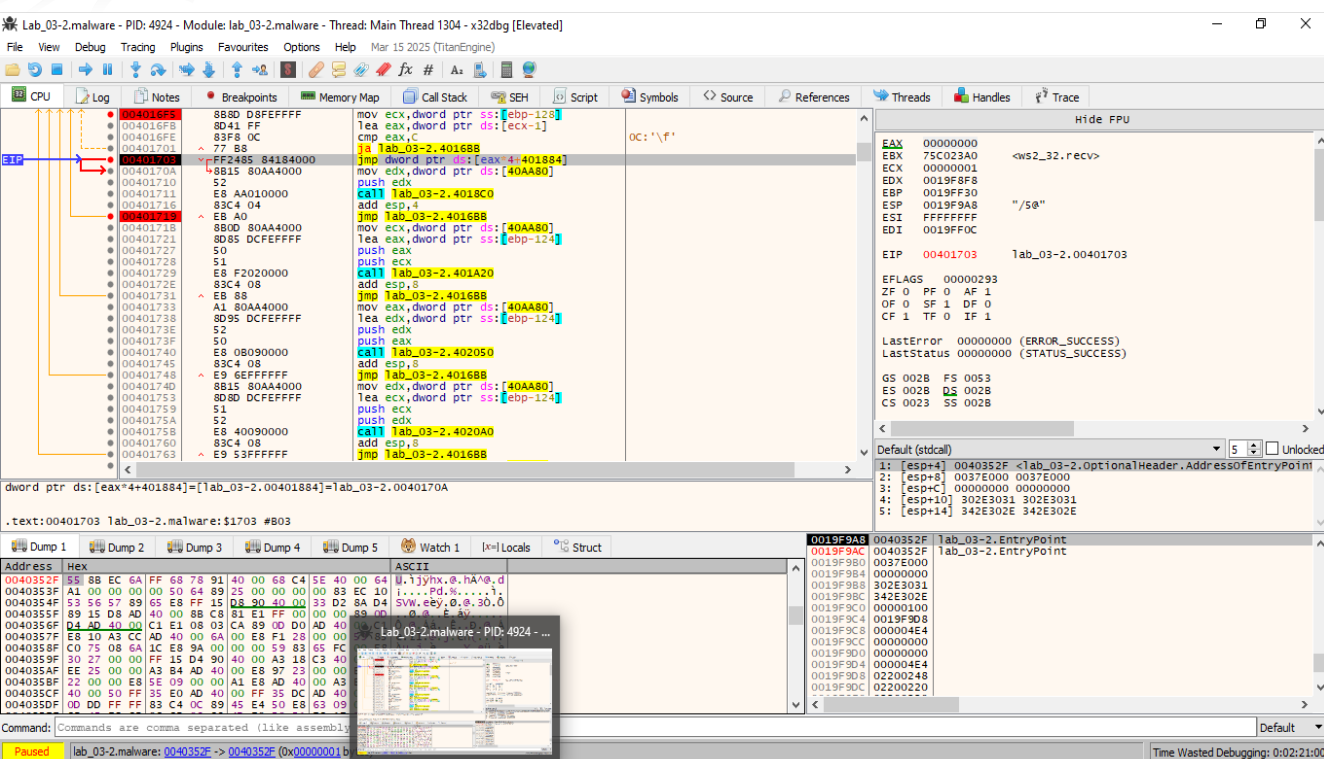 Lab_03-2.malware - PID: 4924 - Module: lab_03-2.malware - Thread: Main Thread 1304 - x32dbg [Elevated]
File View Debug Tracing Plugins Favourites Options Help Mar 15 2025 (TitanEngine)
CPU Log Notes Breakpoints Memory Map Call Stack SEH Script Symbols Source References Threads Handles Trace
004016F5 8B8D D8FEFFFF mov ecx,dword ptr ss:[ebp-128]
004016FB 8D41 FF lea eax,dword ptr ds:[ecx-1]
004016FE 83F8 0C cmp eax,C 0C:'\f'
00401701 77 B8 ja lab_03-2.4016BB
EIP 00401703 FF2485 84184000 jmp dword ptr ds:[eax*4+401884]
0040170A 8B15 80AA4000 mov edx,dword ptr ds:[40AA80]
00401710 52 push edx
00401711 E8 AA010000 call lab_03-2.4018C0
00401716 83C4 04 add esp,4
00401719 EB A0 jmp lab_03-2.4016BB
0040171B 8B0D 80AA4000 mov ecx,dword ptr ds:[40AA80]
00401721 8D85 DCFEFFFF lea eax,dword ptr ss:[ebp-124]
00401727 50 push eax
00401728 51 push ecx
00401729 E8 F2020000 call lab_03-2.401A20
0040172E 83C4 08 add esp,8
00401731 EB 88 jmp lab_03-2.4016BB
00401733 A1 80AA4000 mov eax,dword ptr ds:[40AA80]
00401738 8D95 DCFEFFFF lea edx,dword ptr ss:[ebp-124]
0040173E 52 push edx
0040173F 50 push eax
00401740 E8 0B090000 call lab_03-2.402050
00401745 83C4 08 add esp,8
00401748 E9 6EFFFFFF jmp lab_03-2.4016BB
0040174D 8B15 80AA4000 mov edx,dword ptr ds:[40AA80]
00401753 8D8D DCFEFFFF lea ecx,dword ptr ss:[ebp-124]
00401759 51 push ecx
0040175A 52 push edx
0040175B E8 40090000 call lab_03-2.4020A0
00401760 83C4 08 add esp,8
00401763 E9 53FFFFFF jmp lab_03-2.4016BB
Hide FPU
EAX 00000000
EBX 75C023A0 <ws2_32.recv>
ECX 00000001
EDX 0019F8F8
EBP 0019FF30
ESP 0019F9A8 "/5@"
ESI FFFFFFFF
EDI 0019FF0C
EIP 00401703 lab_03-2.00401703
EFLAGS 00000293
ZF 0 PF 0 AF 1
OF 0 SF 1 DF 0
CF 1 TF 0 IF 1
LastError 00000000 (ERROR_SUCCESS)
LastStatus 00000000 (STATUS_SUCCESS)
GS 002B FS 0053
ES 002B DS 002B
CS 0023 SS 002B
Default (stdcall) 5 Unlocked
1: [esp+4] 0040352F <lab_03-2.OptionalHeader.AddressOfEntryPoint
2: [esp+8] 0037E000 0037E000
3: [esp+C] 00000000 00000000
4: [esp+10] 302E3031 302E3031
5: [esp+14] 342E302E 342E302E
dword ptr ds:[eax*4+401884]=[lab_03-2.00401884]=lab_03-2.0040170A
.text:00401703 lab_03-2.malware:$1703 #B03
Dump 1 Dump 2 Dump 3 Dump 4 Dump 5 Watch 1 Locals Struct
Address Hex ASCII
0040352F 55 8B EC 6A FF 68 78 91 40 00 68 C4 5E 40 00 64 U.ìjÿhx.@.hÄ^@.d
0040353F A1 00 00 00 00 50 64 89 25 00 00 00 00 83 EC 10 ¡....Pd.%.....ì.
0040354F 53 56 57 89 65 E8 FF 15 D8 90 40 00 33 D2 8A D4 SVW.eèÿ.Ø.@.3Ò.Ô
0040355F 89 15 D8 AD 40 00 8B C8 81 E1 FF 00 00 00 89 0D
0040356F D4 AD 40 00 C1 E1 08 03 CA 89 0D D0 AD 40
0040357F E8 10 A3 CC AD 40 00 6A 00 E8 F1 28 00 00
0040358F C0 75 08 6A 1C E8 9A 00 00 00 59 83 65 FC
0040359F 30 27 00 00 FF 15 D4 90 40 00 A3 18 C3 40
004035AF EE 25 00 00 A3 B4 AD 40 00 E8 97 23 00 00
004035BF 22 00 00 E8 5E 09 00 00 A1 E8 AD 40 00 A3
004035CF 40 00 50 FF 35 E0 AD 40 00 FF 35 DC AD 40
004035DF 0D DD FF FF 83 C4 0C 89 45 E4 50 E8 63 09
Lab_03-2.malware - PID: 4924 - ...
0019F9A8 0040352F lab_03-2.EntryPoint
0019F9AC 0040352F lab_03-2.EntryPoint
0019F9B0 0037E000
0019F9B4 00000000
0019F9B8 302E3031
0019F9BC 342E302E
0019F9C0 00000100
0019F9C4 0019F9D8
0019F9C8 000004E4
0019F9CC 00000000
0019F9D0 00000000
0019F9D4 000004E4
0019F9D8 02200248
0019F9DC 02200220
Command: Commands are comma separated (like assembly Default
Paused lab_03-2.malware: 0040352F -> 0040352F (0x00000001 b Time Wasted Debugging: 0:02:21:00